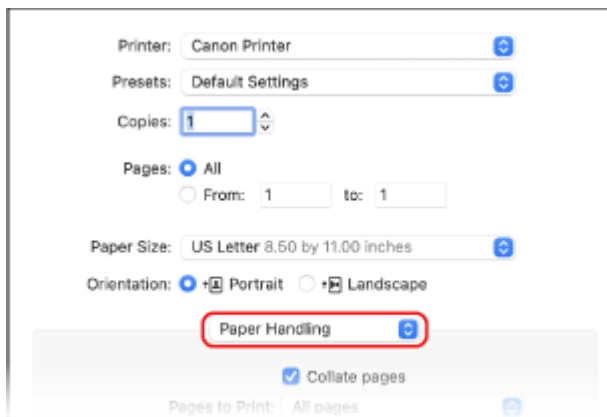 Printer: Canon Printer
Presets: Default Settings
Copies: 1
Pages: All
From: 1 to: 1
Paper Size: US Letter 8.50 by 11.00 inches
Orientation: Portrait Landscape
Paper Handling
Collate pages
Pages to Print: All pages